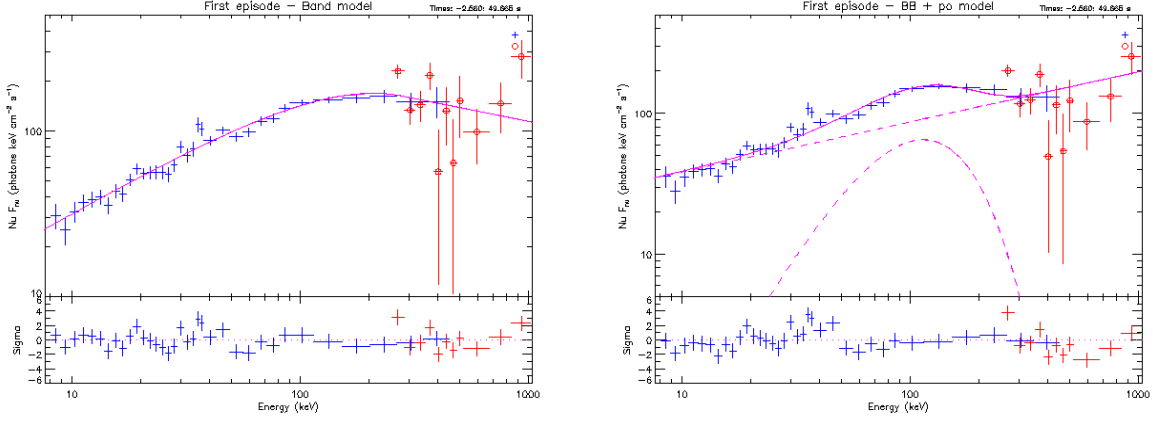 First episode – Band model
Times: -2.560: 49.665 s
Nu Fnu (photons keV cm-2 s-1)
100
10
Sigma
6
4
2
0
-2
-4
-6
10
100
1000
Energy (keV)
First episode – BB + po model
Times: -2.560: 49.665 s
Nu Fnu (photons keV cm-2 s-1)
100
10
Sigma
6
4
2
0
-2
-4
-6
10
100
1000
Energy (keV)